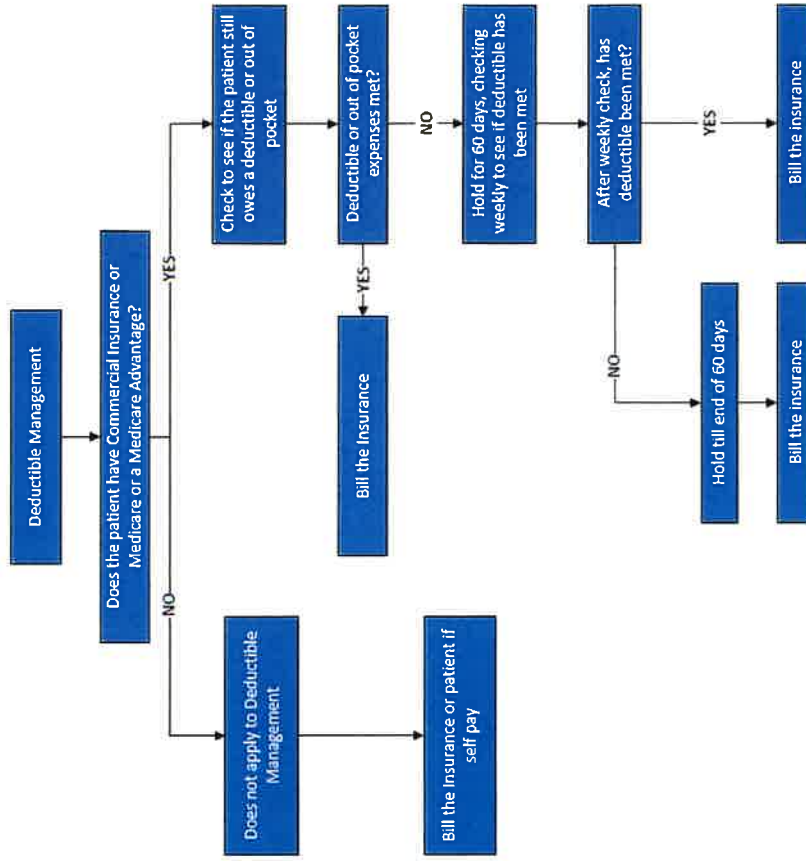 Deductible Management
Does the patient have Commercial Insurance or
Medicare or a Medicare Advantage?
NO
YES
Does not apply to Deductible
Management
Bill the Insurance or patient if
self pay
Check to see if the patient still
owes a deductible or out of
pocket
Deductible or out of pocket
expenses met?
YES
Bill the Insurance
NO
Hold for 60 days, checking
weekly to see if deductible has
been met
After weekly check, has
deductible been met?
NO
Hold till end of 60 days
Bill the insurance
YES
Bill the insurance